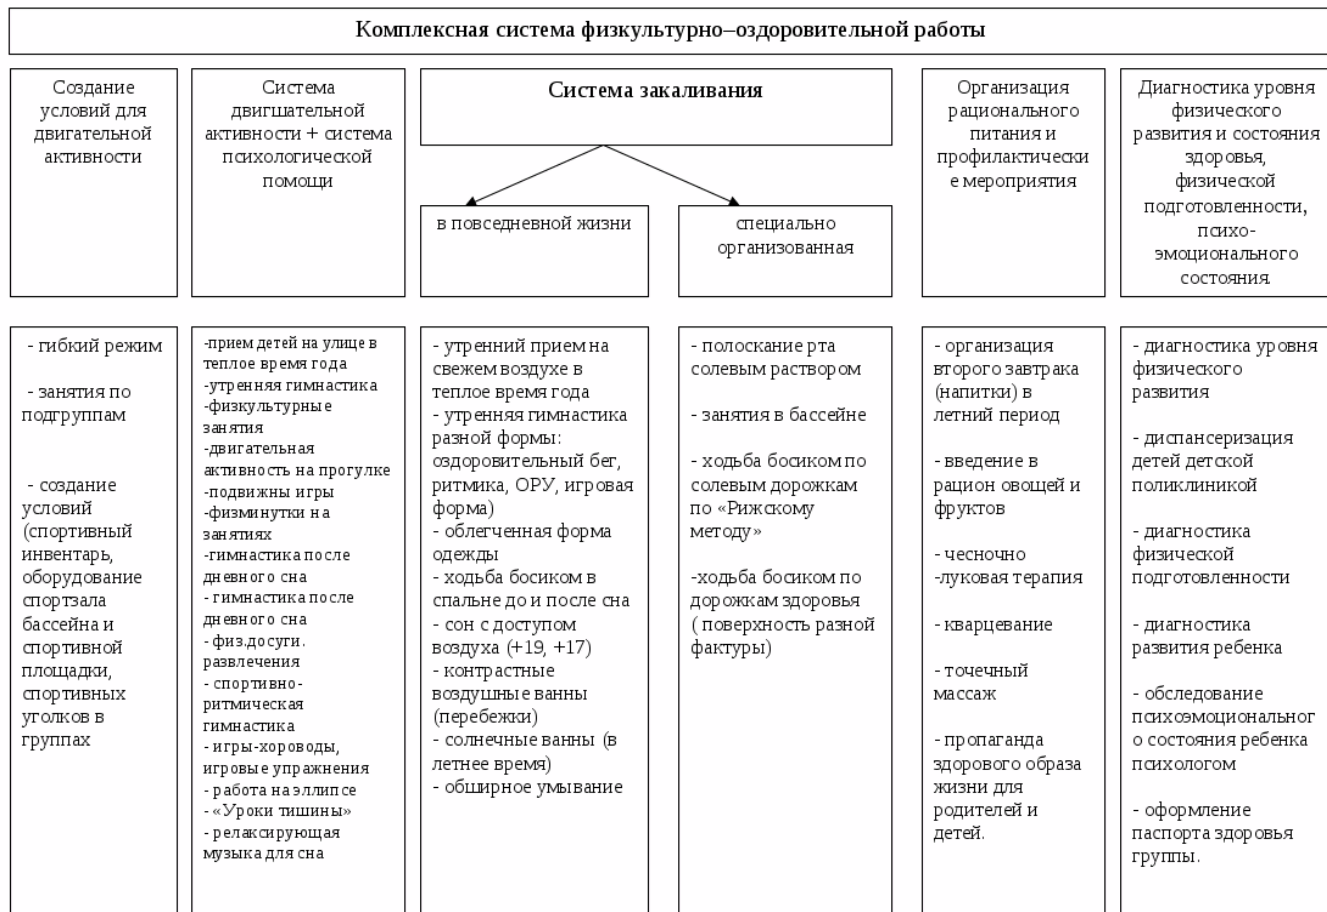 Комплексная система физкультурно–оздоровительной работы
Создание
условий для
двигательной
активности
Система
двигшательной
активности + система
психологической
помощи
Система закаливания
в повседневной жизни
специально
организованная
Организация
рационального
питания и
профилактически
е мероприятия
Диагностика уровня
физического
развития и состояния
здоровья,
физической
подготовленности,
психо-
эмоционального
состояния.
- гибкий режим
- занятия по
подгруппам
- создание
условий
(спортивный
инвентарь,
оборудование
спортзала
бассейна и
спортивной
площадки,
спортивных
уголков в
группах
-прием детей на улице в
теплое время года
-утренняя гимнастика
-физкультурные
занятия
-двигательная
активность на прогулке
-подвижны игры
-физминутки на
занятиях
-гимнастика после
дневного сна
- гимнастика после
дневного сна
- физ.досуги.
развлечения
- спортивно-
ритмическая
гимнастика
- игры-хороводы,
игровые упражнения
- работа на эллипсе
- «Уроки тишины»
- релаксирующая
музыка для сна
- утренний прием на
свежем воздухе в
теплое время года
- утренняя гимнастика
разной формы:
оздоровительный бег,
ритмика, ОРУ, игровая
форма)
- облегченная форма
одежды
- ходьба босиком в
спальне до и после сна
- сон с доступом
воздуха (+19, +17)
- контрастные
воздушные ванны
(перебежки)
- солнечные ванны (в
летнее время)
- обширное умывание
- полоскание рта
солевым раствором
- занятия в бассейне
- ходьба босиком по
солевым дорожкам
по «Рижскому
методу»
-ходьба босиком по
дорожкам здоровья
( поверхность разной
фактуры)
- организация
второго завтрака
(напитки) в
летний период
- введение в
рацион овощей и
фруктов
- чесночно
-луковая терапия
- кварцевание
- точечный
массаж
- пропаганда
здорового образа
жизни для
родителей и
детей.
- диагностика уровня
физического
развития
- диспансеризация
детей детской
поликлиникой
- диагностика
физической
подготовленности
- диагностика
развития ребенка
- обследование
психоэмоциональног
о состояния ребенка
психологом
- оформление
паспорта здоровья
группы.